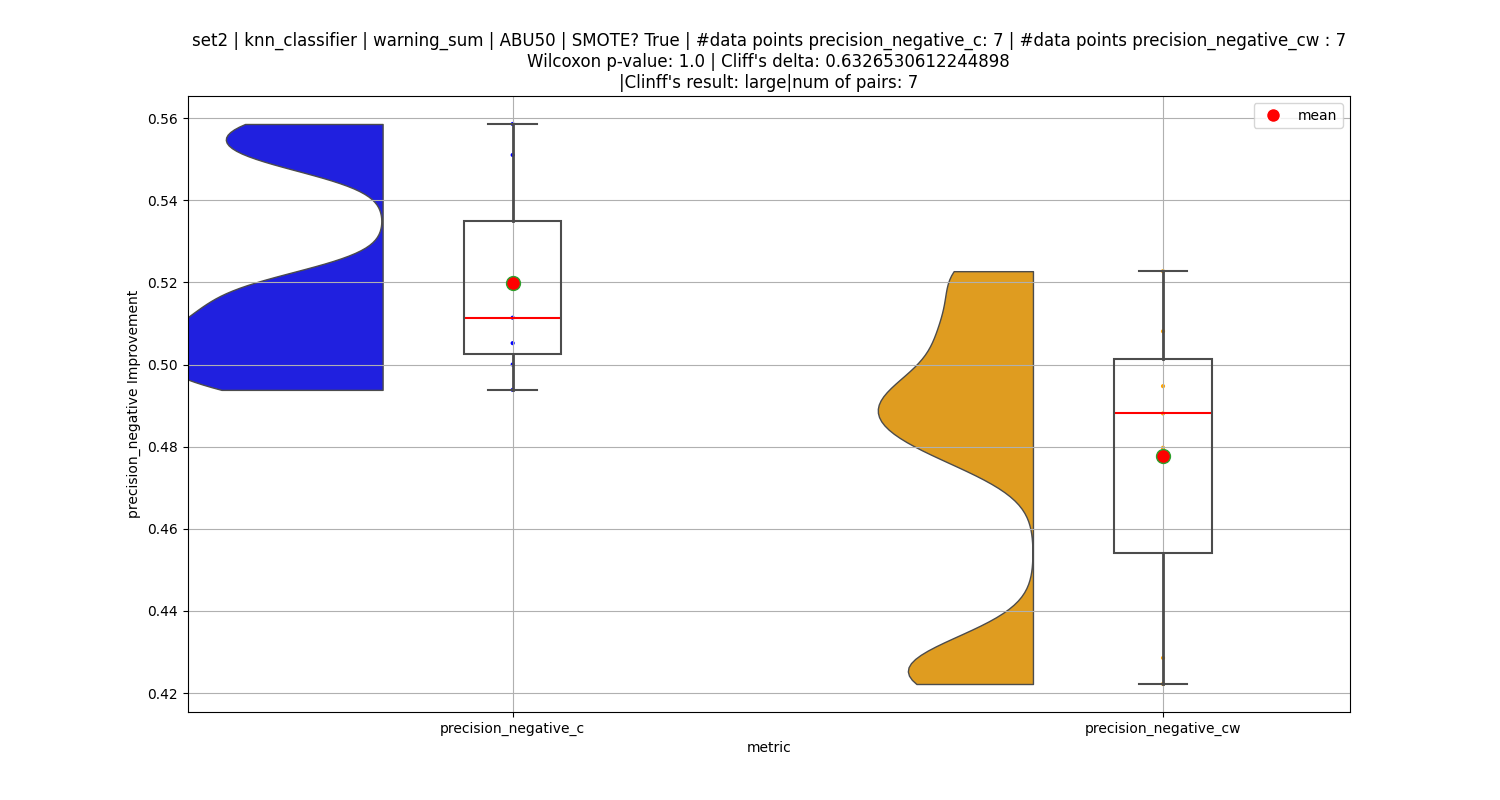 set2 | knn_classifier | warning_sum | ABU50 | SMOTE? True | #data points precision_negative_c: 7 | #data points precision_negative_cw : 7
Wilcoxon p-value: 1.0 | Cliff's delta: 0.6326530612244898
|Clinff's result: large|num of pairs: 7
mean
precision_negative Improvement
0.56
0.54
0.52
0.50
0.48
0.46
0.44
0.42
precision_negative_c
precision_negative_cw
metric